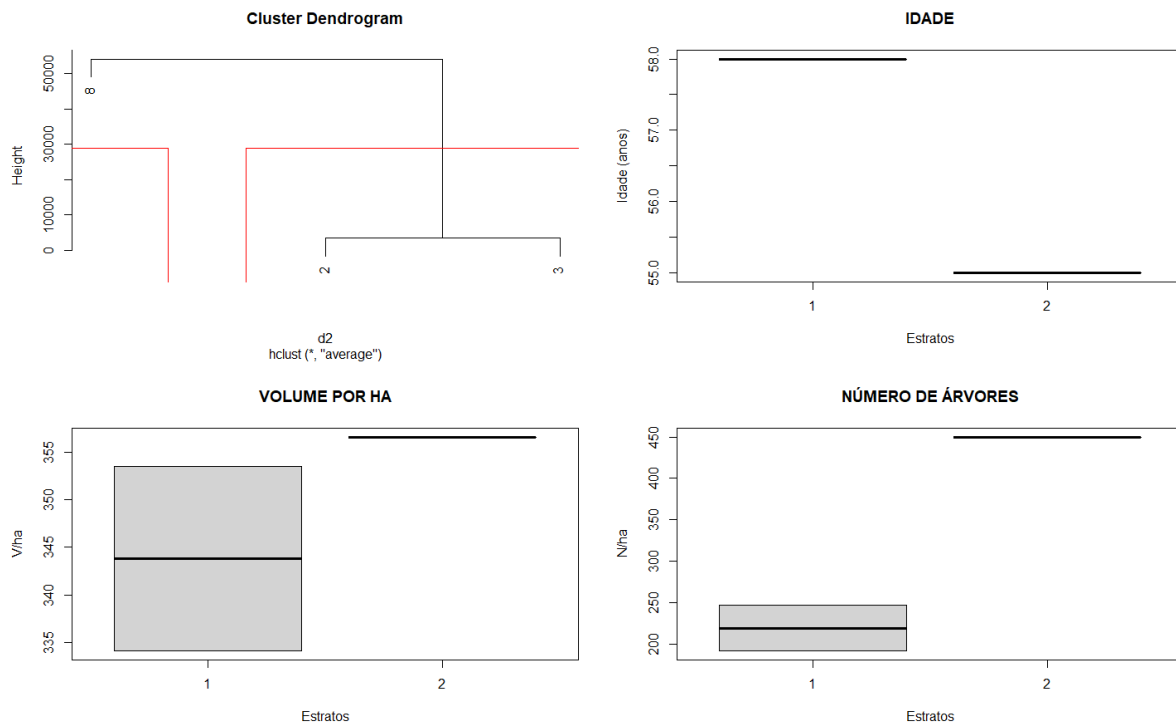 Cluster Dendrogram
Height
0
10000
30000
50000
8
2
3
d2
hclust (*, "average")
IDADE
Idade (anos)
55.0
56.0
57.0
58.0
1
2
Estratos
VOLUME POR HA
V/ha
335
340
345
350
355
1
2
Estratos
NÚMERO DE ÁRVORES
N/ha
200
250
300
350
400
450
1
2
Estratos